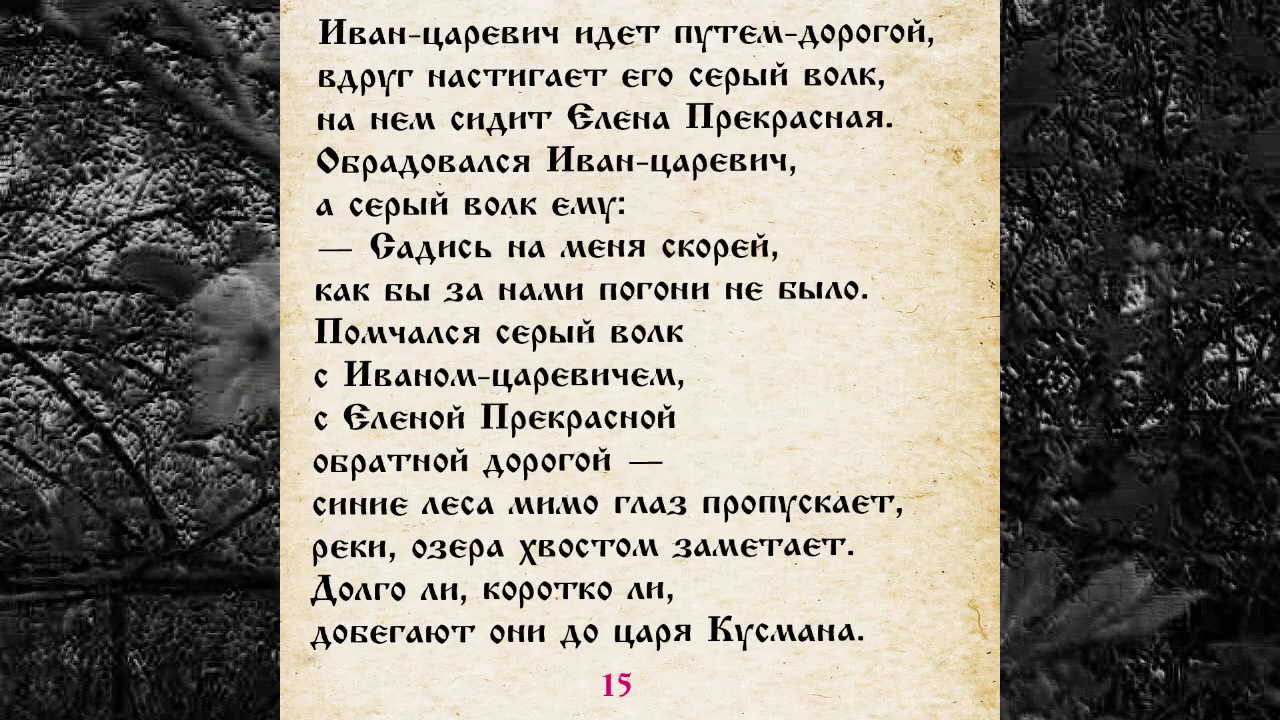 Иван-царевич идет путем-дорогой,
вдруг настигает его серый волк,
на нем сидит Елена Прекрасная.
Обрадовался Иван-царевич,
а серый волк ему:
— Садись на меня скорей,
как бы за нами погони не было.
Помчался серый волк
с Иваном-царевичем,
с Еленой Прекрасной
обратной дорогой —
синие леса мимо глаз пропускает,
реки, озера хвостом заметает.
Долго ли, коротко ли,
добегают они до царя Кусмана.
15